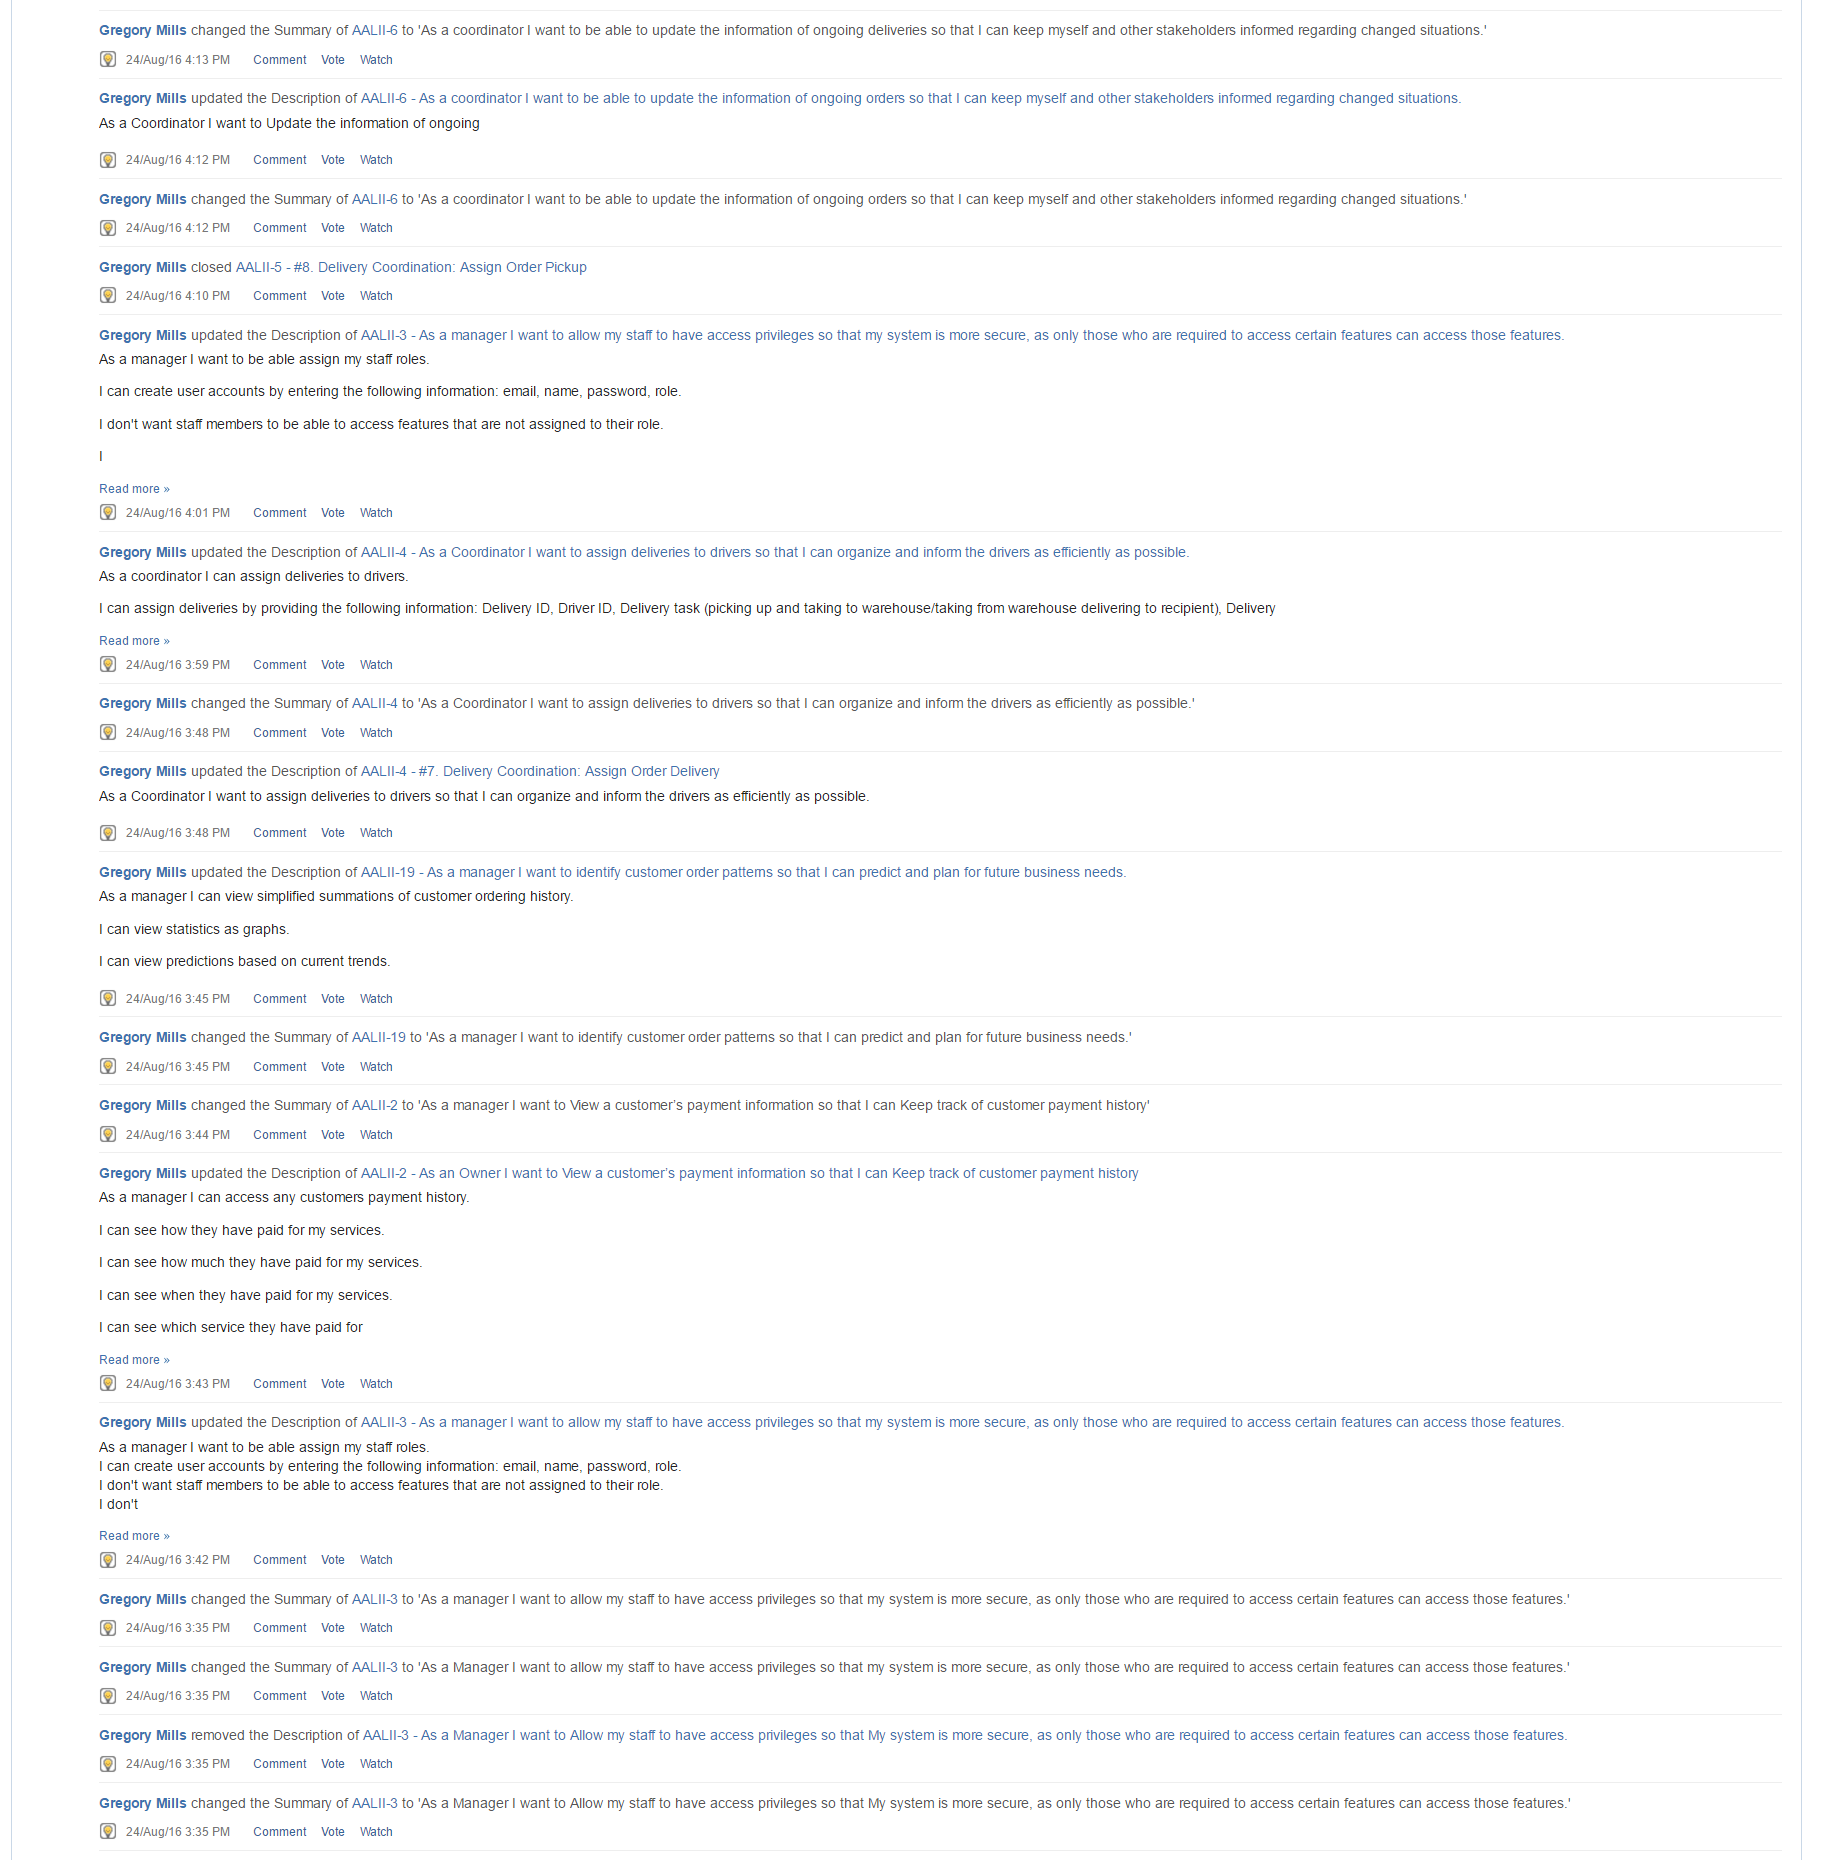 Gregory Mills changed the Summary of AALII-6 to 'As a coordinator I want to be able to update the information of ongoing deliveries so that I can keep myself and other stakeholders informed regarding changed situations.'
24/Aug/16 4:13 PM Comment Vote Watch
Gregory Mills updated the Description of AALII-6 - As a coordinator I want to be able to update the information of ongoing orders so that I can keep myself and other stakeholders informed regarding changed situations.
As a Coordinator I want to Update the information of ongoing
24/Aug/16 4:12 PM Comment Vote Watch
Gregory Mills changed the Summary of AALII-6 to 'As a coordinator I want to be able to update the information of ongoing orders so that I can keep myself and other stakeholders informed regarding changed situations.'
24/Aug/16 4:12 PM Comment Vote Watch
Gregory Mills closed AALII-5 - #8. Delivery Coordination: Assign Order Pickup
24/Aug/16 4:10 PM Comment Vote Watch
Gregory Mills updated the Description of AALII-3 - As a manager I want to allow my staff to have access privileges so that my system is more secure, as only those who are required to access certain features can access those features.
As a manager I want to be able assign my staff roles.
I can create user accounts by entering the following information: email, name, password, role.
I don't want staff members to be able to access features that are not assigned to their role.
I
Read more »
24/Aug/16 4:01 PM Comment Vote Watch
Gregory Mills updated the Description of AALII-4 - As a Coordinator I want to assign deliveries to drivers so that I can organize and inform the drivers as efficiently as possible.
As a coordinator I can assign deliveries to drivers.
I can assign deliveries by providing the following information: Delivery ID, Driver ID, Delivery task (picking up and taking to warehouse/taking from warehouse delivering to recipient), Delivery
Read more »
24/Aug/16 3:59 PM Comment Vote Watch
Gregory Mills changed the Summary of AALII-4 to 'As a Coordinator I want to assign deliveries to drivers so that I can organize and inform the drivers as efficiently as possible.'
24/Aug/16 3:48 PM Comment Vote Watch
Gregory Mills updated the Description of AALII-4 - #7. Delivery Coordination: Assign Order Delivery
As a Coordinator I want to assign deliveries to drivers so that I can organize and inform the drivers as efficiently as possible.
24/Aug/16 3:48 PM Comment Vote Watch
Gregory Mills updated the Description of AALII-19 - As a manager I want to identify customer order patterns so that I can predict and plan for future business needs.
As a manager I can view simplified summations of customer ordering history.
I can view statistics as graphs.
I can view predictions based on current trends.
24/Aug/16 3:45 PM Comment Vote Watch
Gregory Mills changed the Summary of AALII-19 to 'As a manager I want to identify customer order patterns so that I can predict and plan for future business needs.'
24/Aug/16 3:45 PM Comment Vote Watch
Gregory Mills changed the Summary of AALII-2 to 'As a manager I want to View a customer's payment information so that I can Keep track of customer payment history'
24/Aug/16 3:44 PM Comment Vote Watch
Gregory Mills updated the Description of AALII-2 - As an Owner I want to View a customer's payment information so that I can Keep track of customer payment history
As a manager I can access any customers payment history.
I can see how they have paid for my services.
I can see how much they have paid for my services.
I can see when they have paid for my services.
I can see which service they have paid for
Read more »
24/Aug/16 3:43 PM Comment Vote Watch
Gregory Mills updated the Description of AALII-3 - As a manager I want to allow my staff to have access privileges so that my system is more secure, as only those who are required to access certain features can access those features.
As a manager I want to be able assign my staff roles.
I can create user accounts by entering the following information: email, name, password, role.
I don't want staff members to be able to access features that are not assigned to their role.
I don't
Read more »
24/Aug/16 3:42 PM Comment Vote Watch
Gregory Mills changed the Summary of AALII-3 to 'As a manager I want to allow my staff to have access privileges so that my system is more secure, as only those who are required to access certain features can access those features.'
24/Aug/16 3:35 PM Comment Vote Watch
Gregory Mills changed the Summary of AALII-3 to 'As a Manager I want to allow my staff to have access privileges so that my system is more secure, as only those who are required to access certain features can access those features.'
24/Aug/16 3:35 PM Comment Vote Watch
Gregory Mills removed the Description of AALII-3 - As a Manager I want to Allow my staff to have access privileges so that My system is more secure, as only those who are required to access certain features can access those features.
24/Aug/16 3:35 PM Comment Vote Watch
Gregory Mills changed the Summary of AALII-3 to 'As a Manager I want to Allow my staff to have access privileges so that My system is more secure, as only those who are required to access certain features can access those features.'
24/Aug/16 3:35 PM Comment Vote Watch